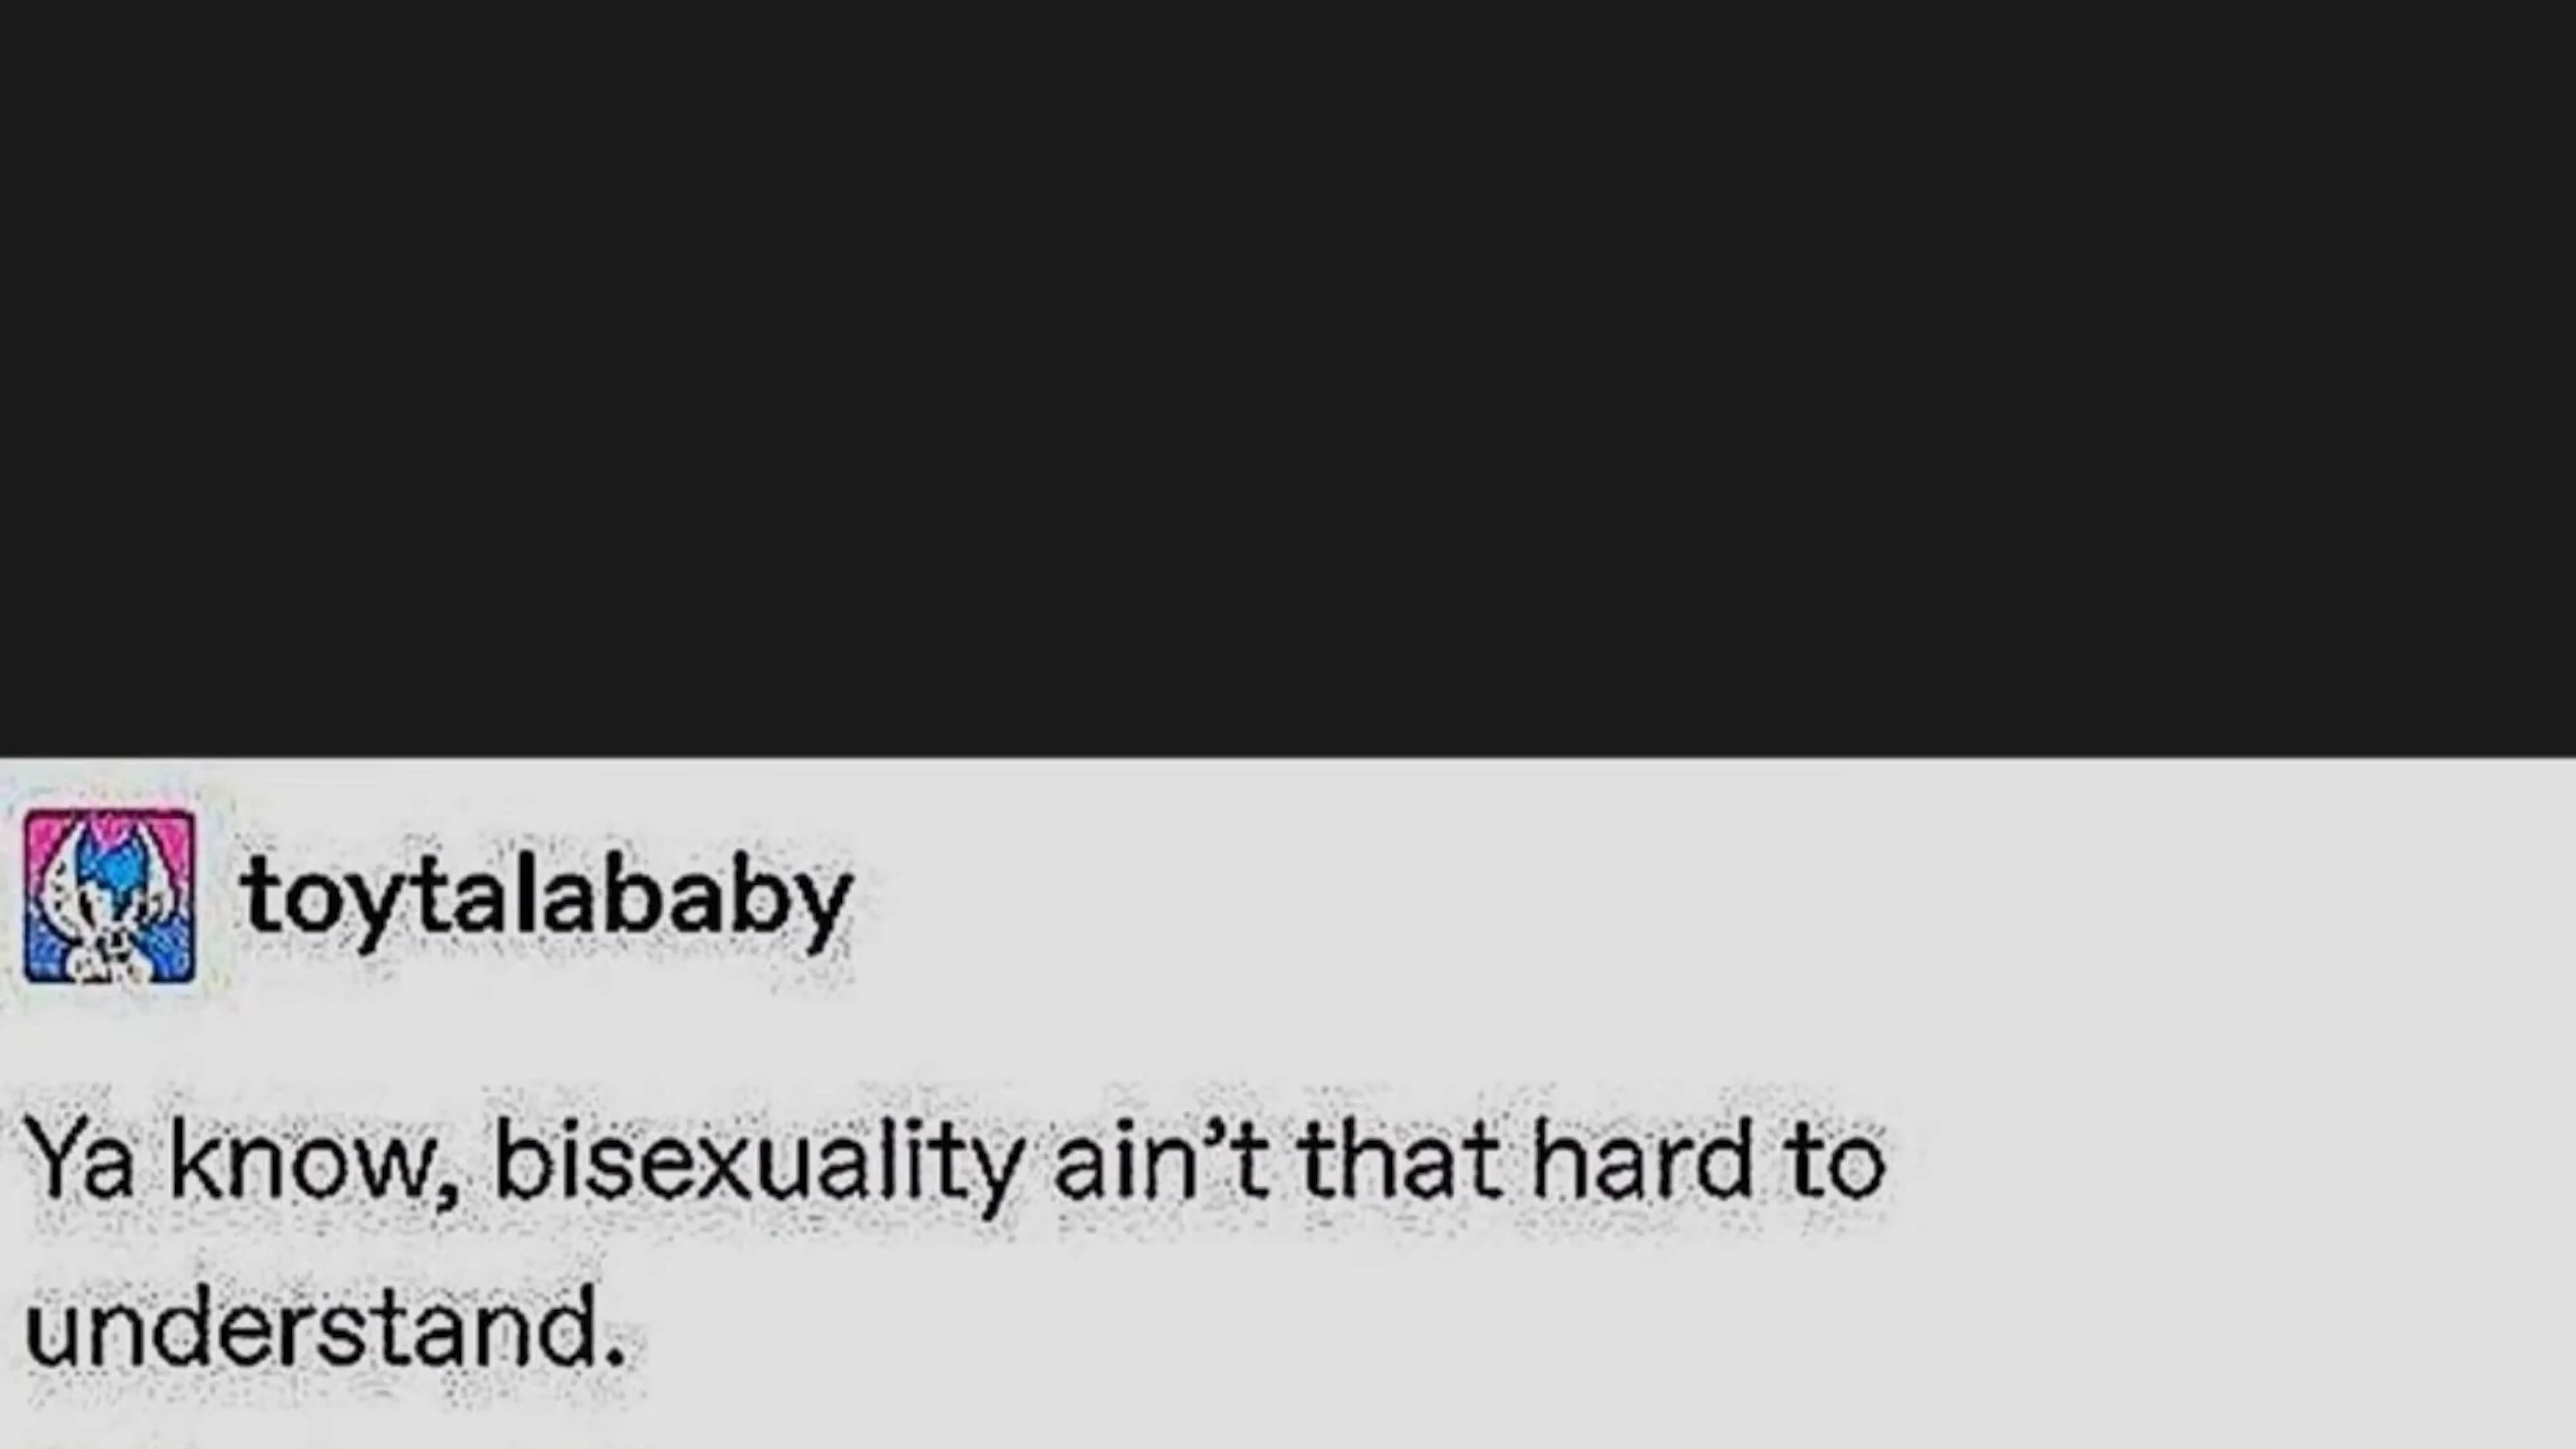 toytalababy
Ya know, bisexuality ain’t that hard to
understand.